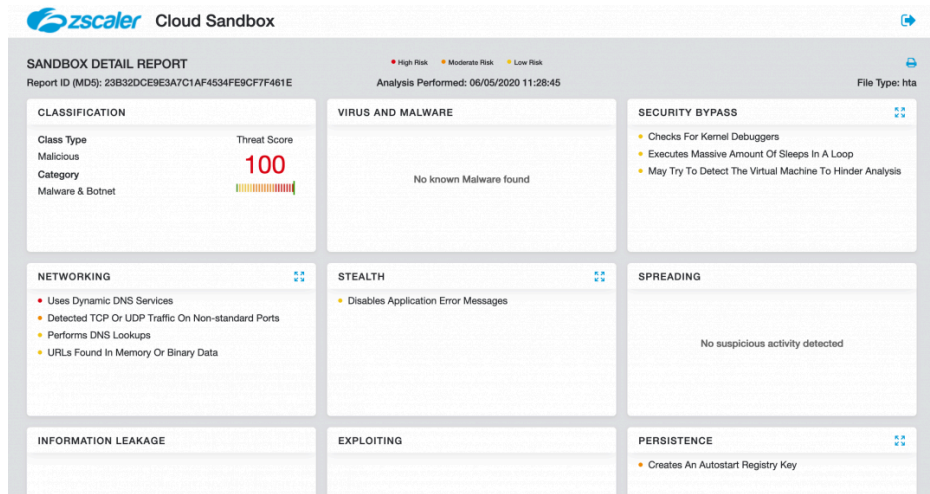 zscaler Cloud Sandbox
SANDBOX DETAIL REPORT
High Risk Moderate Risk Low Risk
Report ID (MD5): 23B32DCE9E3A7C1AF4534FE9CF7F461E
Analysis Performed: 06/05/2020 11:28:45
File Type: hta
CLASSIFICATION
Class Type
Malicious
Category
Malware & Botnet
Threat Score
100
VIRUS AND MALWARE
No known Malware found
SECURITY BYPASS
Checks For Kernel Debuggers
Executes Massive Amount Of Sleeps In A Loop
May Try To Detect The Virtual Machine To Hinder Analysis
NETWORKING
Uses Dynamic DNS Services
Detected TCP Or UDP Traffic On Non-standard Ports
Performs DNS Lookups
URLs Found In Memory Or Binary Data
STEALTH
Disables Application Error Messages
SPREADING
No suspicious activity detected
INFORMATION LEAKAGE
EXPLOITING
PERSISTENCE
Creates An Autostart Registry Key